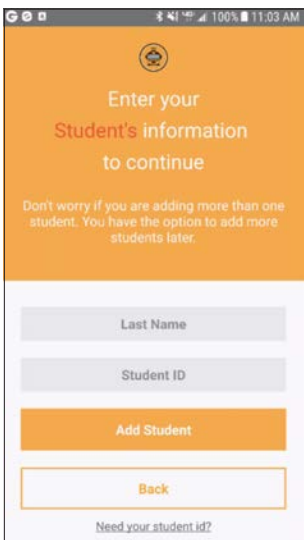 100% 11:03 AM
Enter your
Student's information
to continue
Don't worry if you are adding more than one
student. You have the option to add more
students later.
Last Name
Student ID
Add Student
Back
Need your student id?